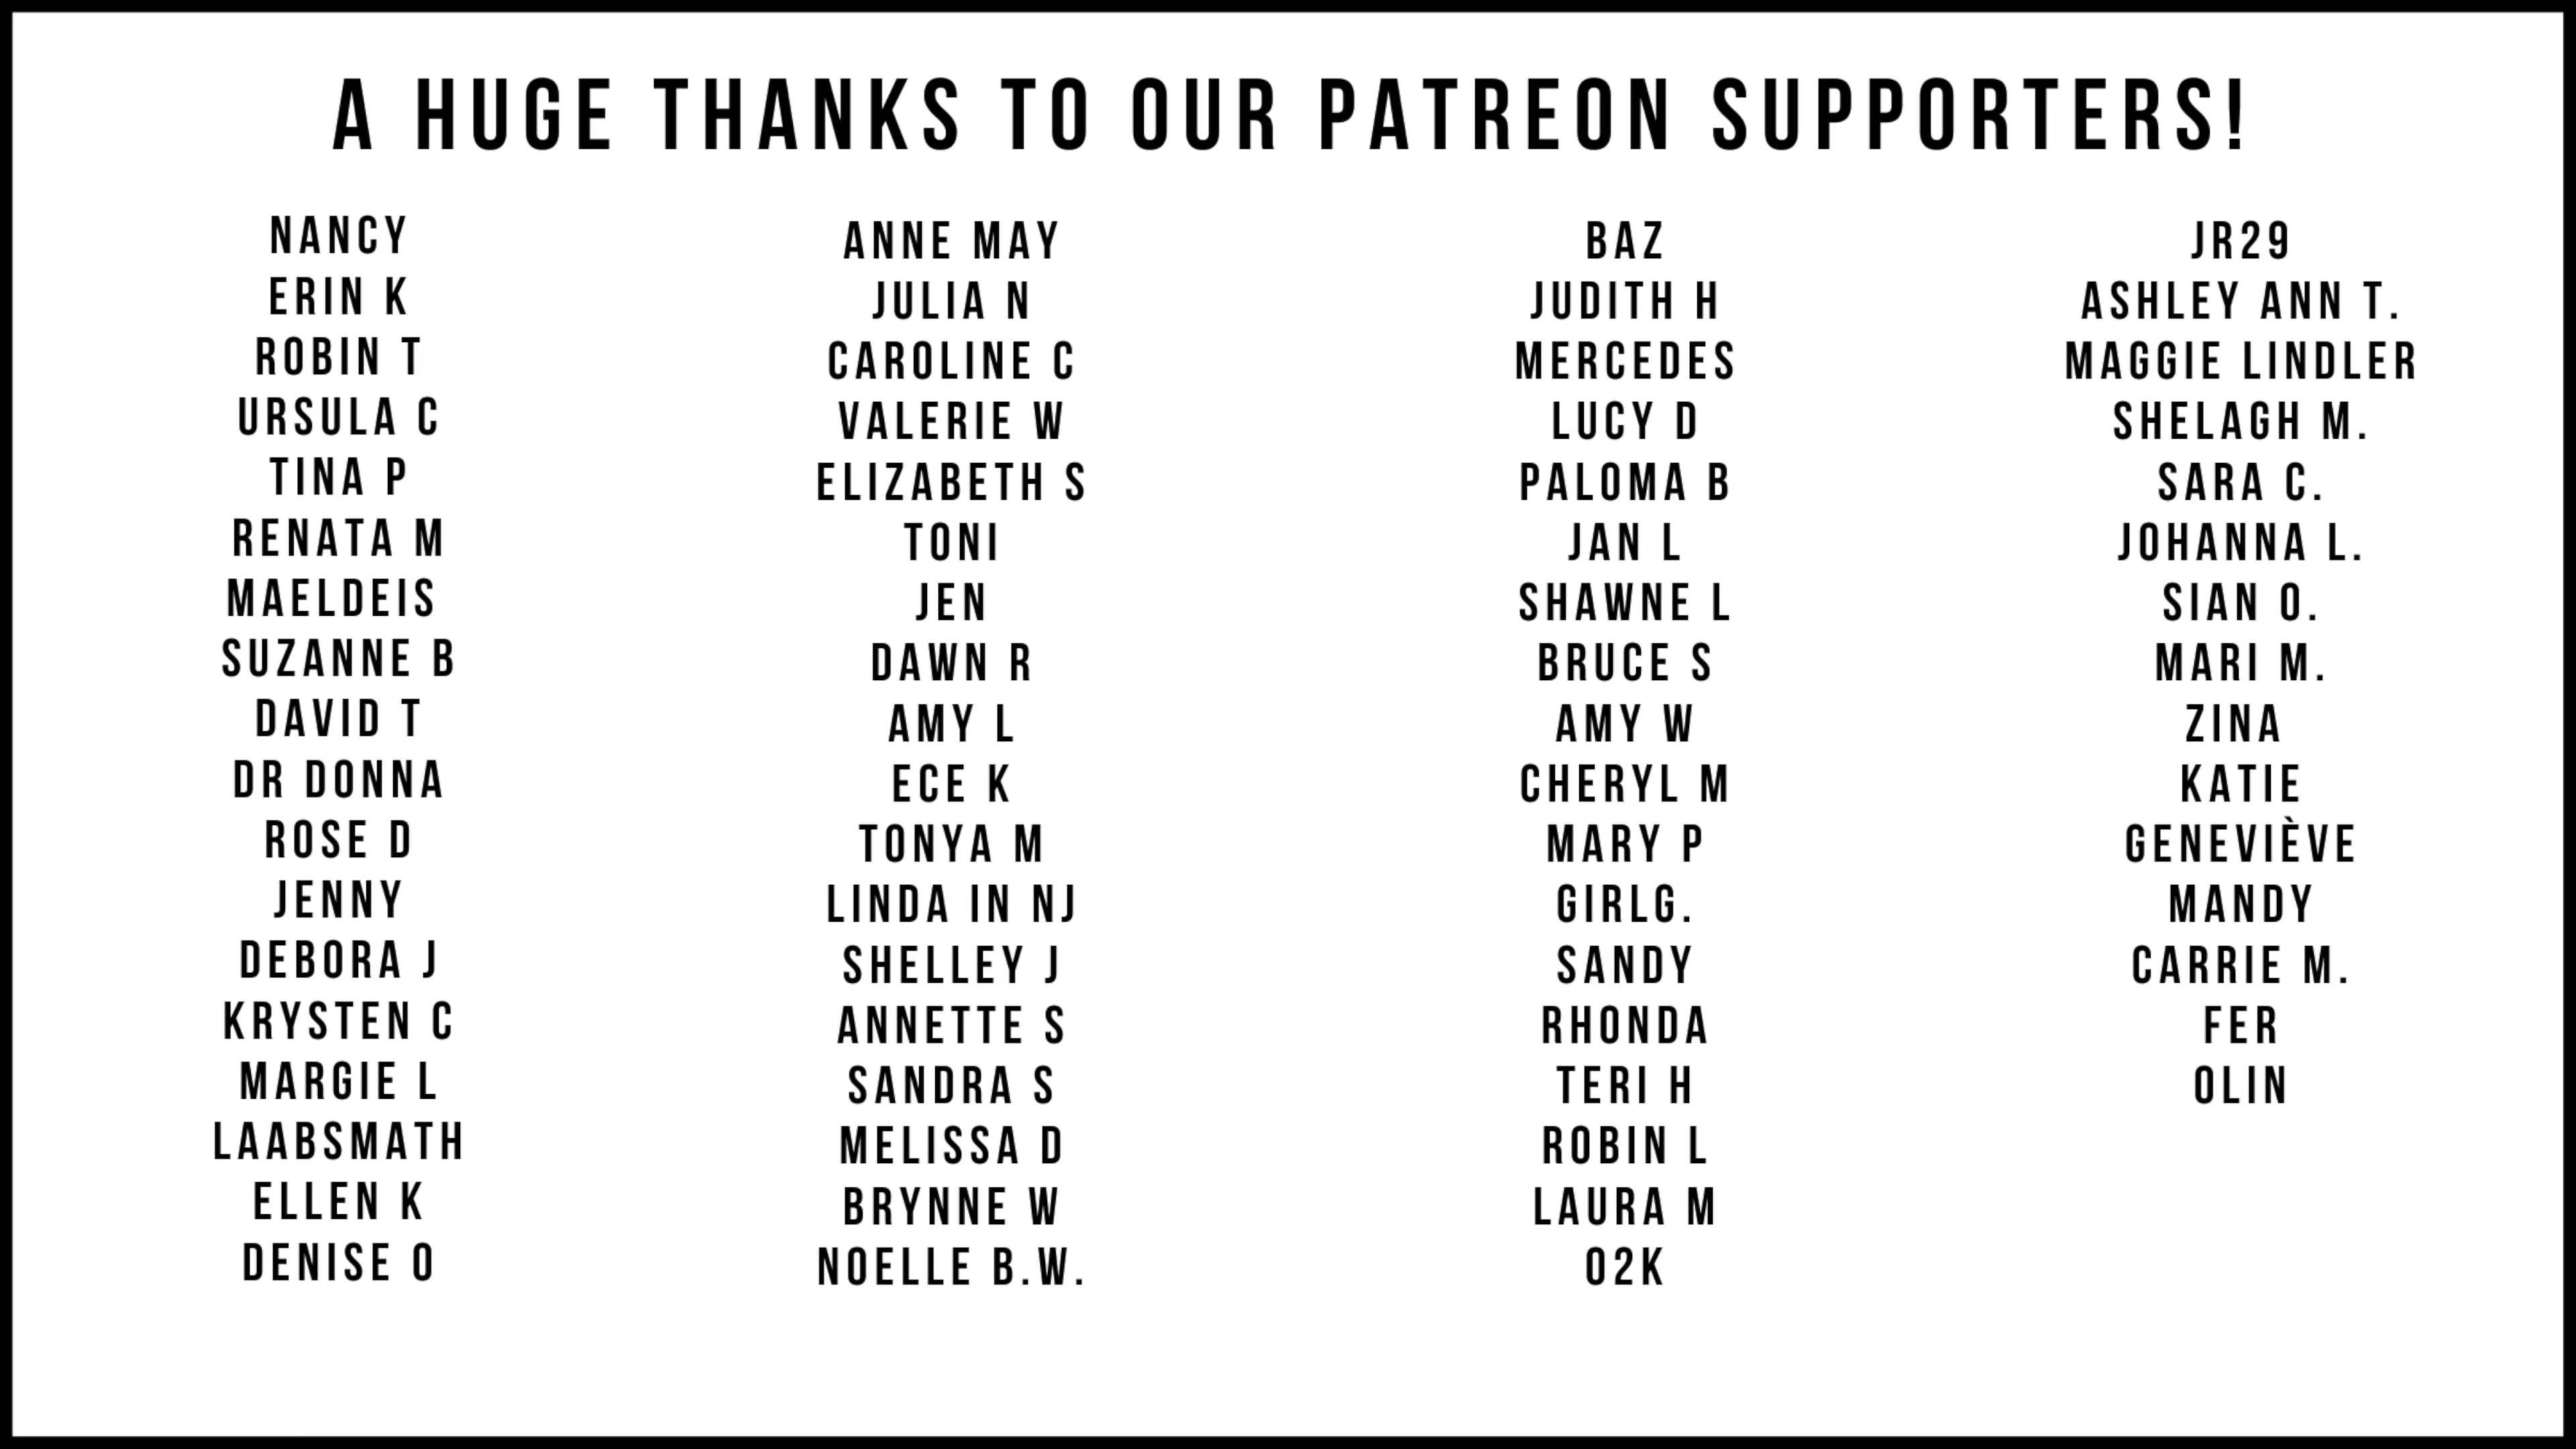 A HUGE THANKS TO OUR PATREON SUPPORTERS!
NANCY
ERIN K
ROBIN T
URSULA C
TINA P
RENATA M
MAELDEIS
SUZANNE B
DAVID T
DR DONNA
ROSE D
JENNY
DEBORA J
KRYSTEN C
MARGIE L
LAABSMATH
ELLEN K
DENISE O
ANNE MAY
JULIA N
CAROLINE C
VALERIE W
ELIZABETH S
TONI
JEN
DAWN R
AMY L
ECE K
TONYA M
LINDA IN NJ
SHELLEY J
ANNETTE S
SANDRA S
MELISSA D
BRYNNE W
NOELLE B.W.
BAZ
JUDITH H
MERCEDES
LUCY D
PALOMA B
JAN L
SHAWNE L
BRUCE S
AMY W
CHERYL M
MARY P
GIRLG.
SANDY
RHONDA
TERI H
ROBIN L
LAURA M
O2K
JR29
ASHLEY ANN T.
MAGGIE LINDLER
SHELAGH M.
SARA C.
JOHANNA L.
SIAN O.
MARI M.
ZINA
KATIE
GENEVIÈVE
MANDY
CARRIE M.
FER
OLIN